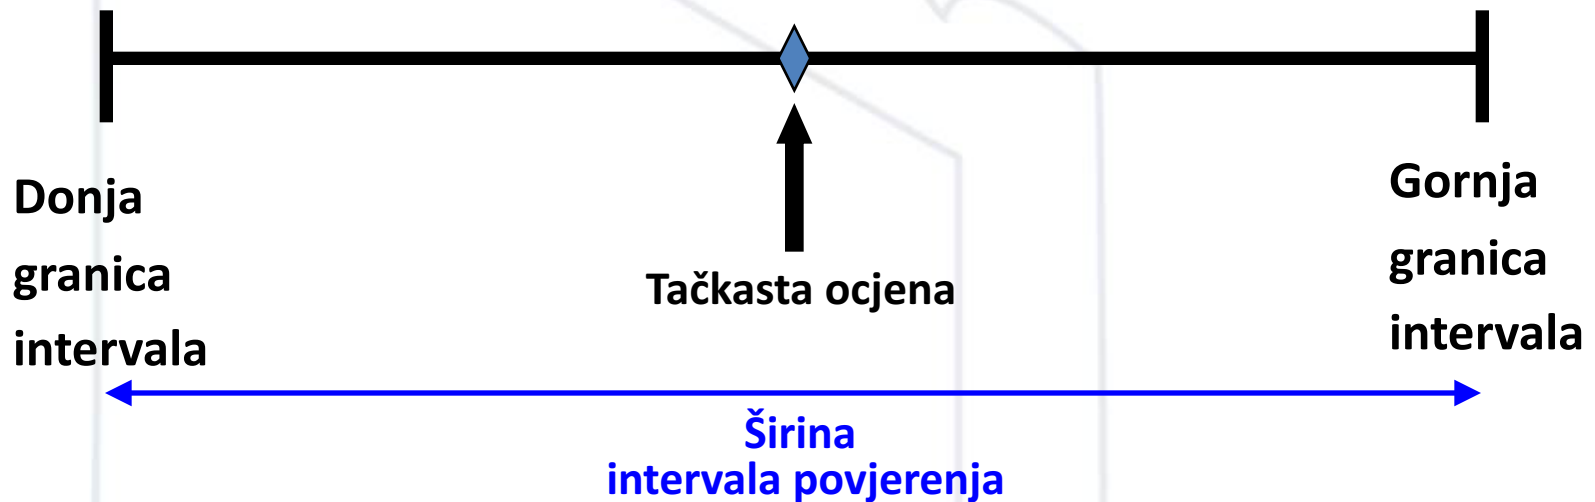 Donja
granica
intervala
Tačkasta ocjena
Gornja
granica
intervala
Širina
intervala povjerenja